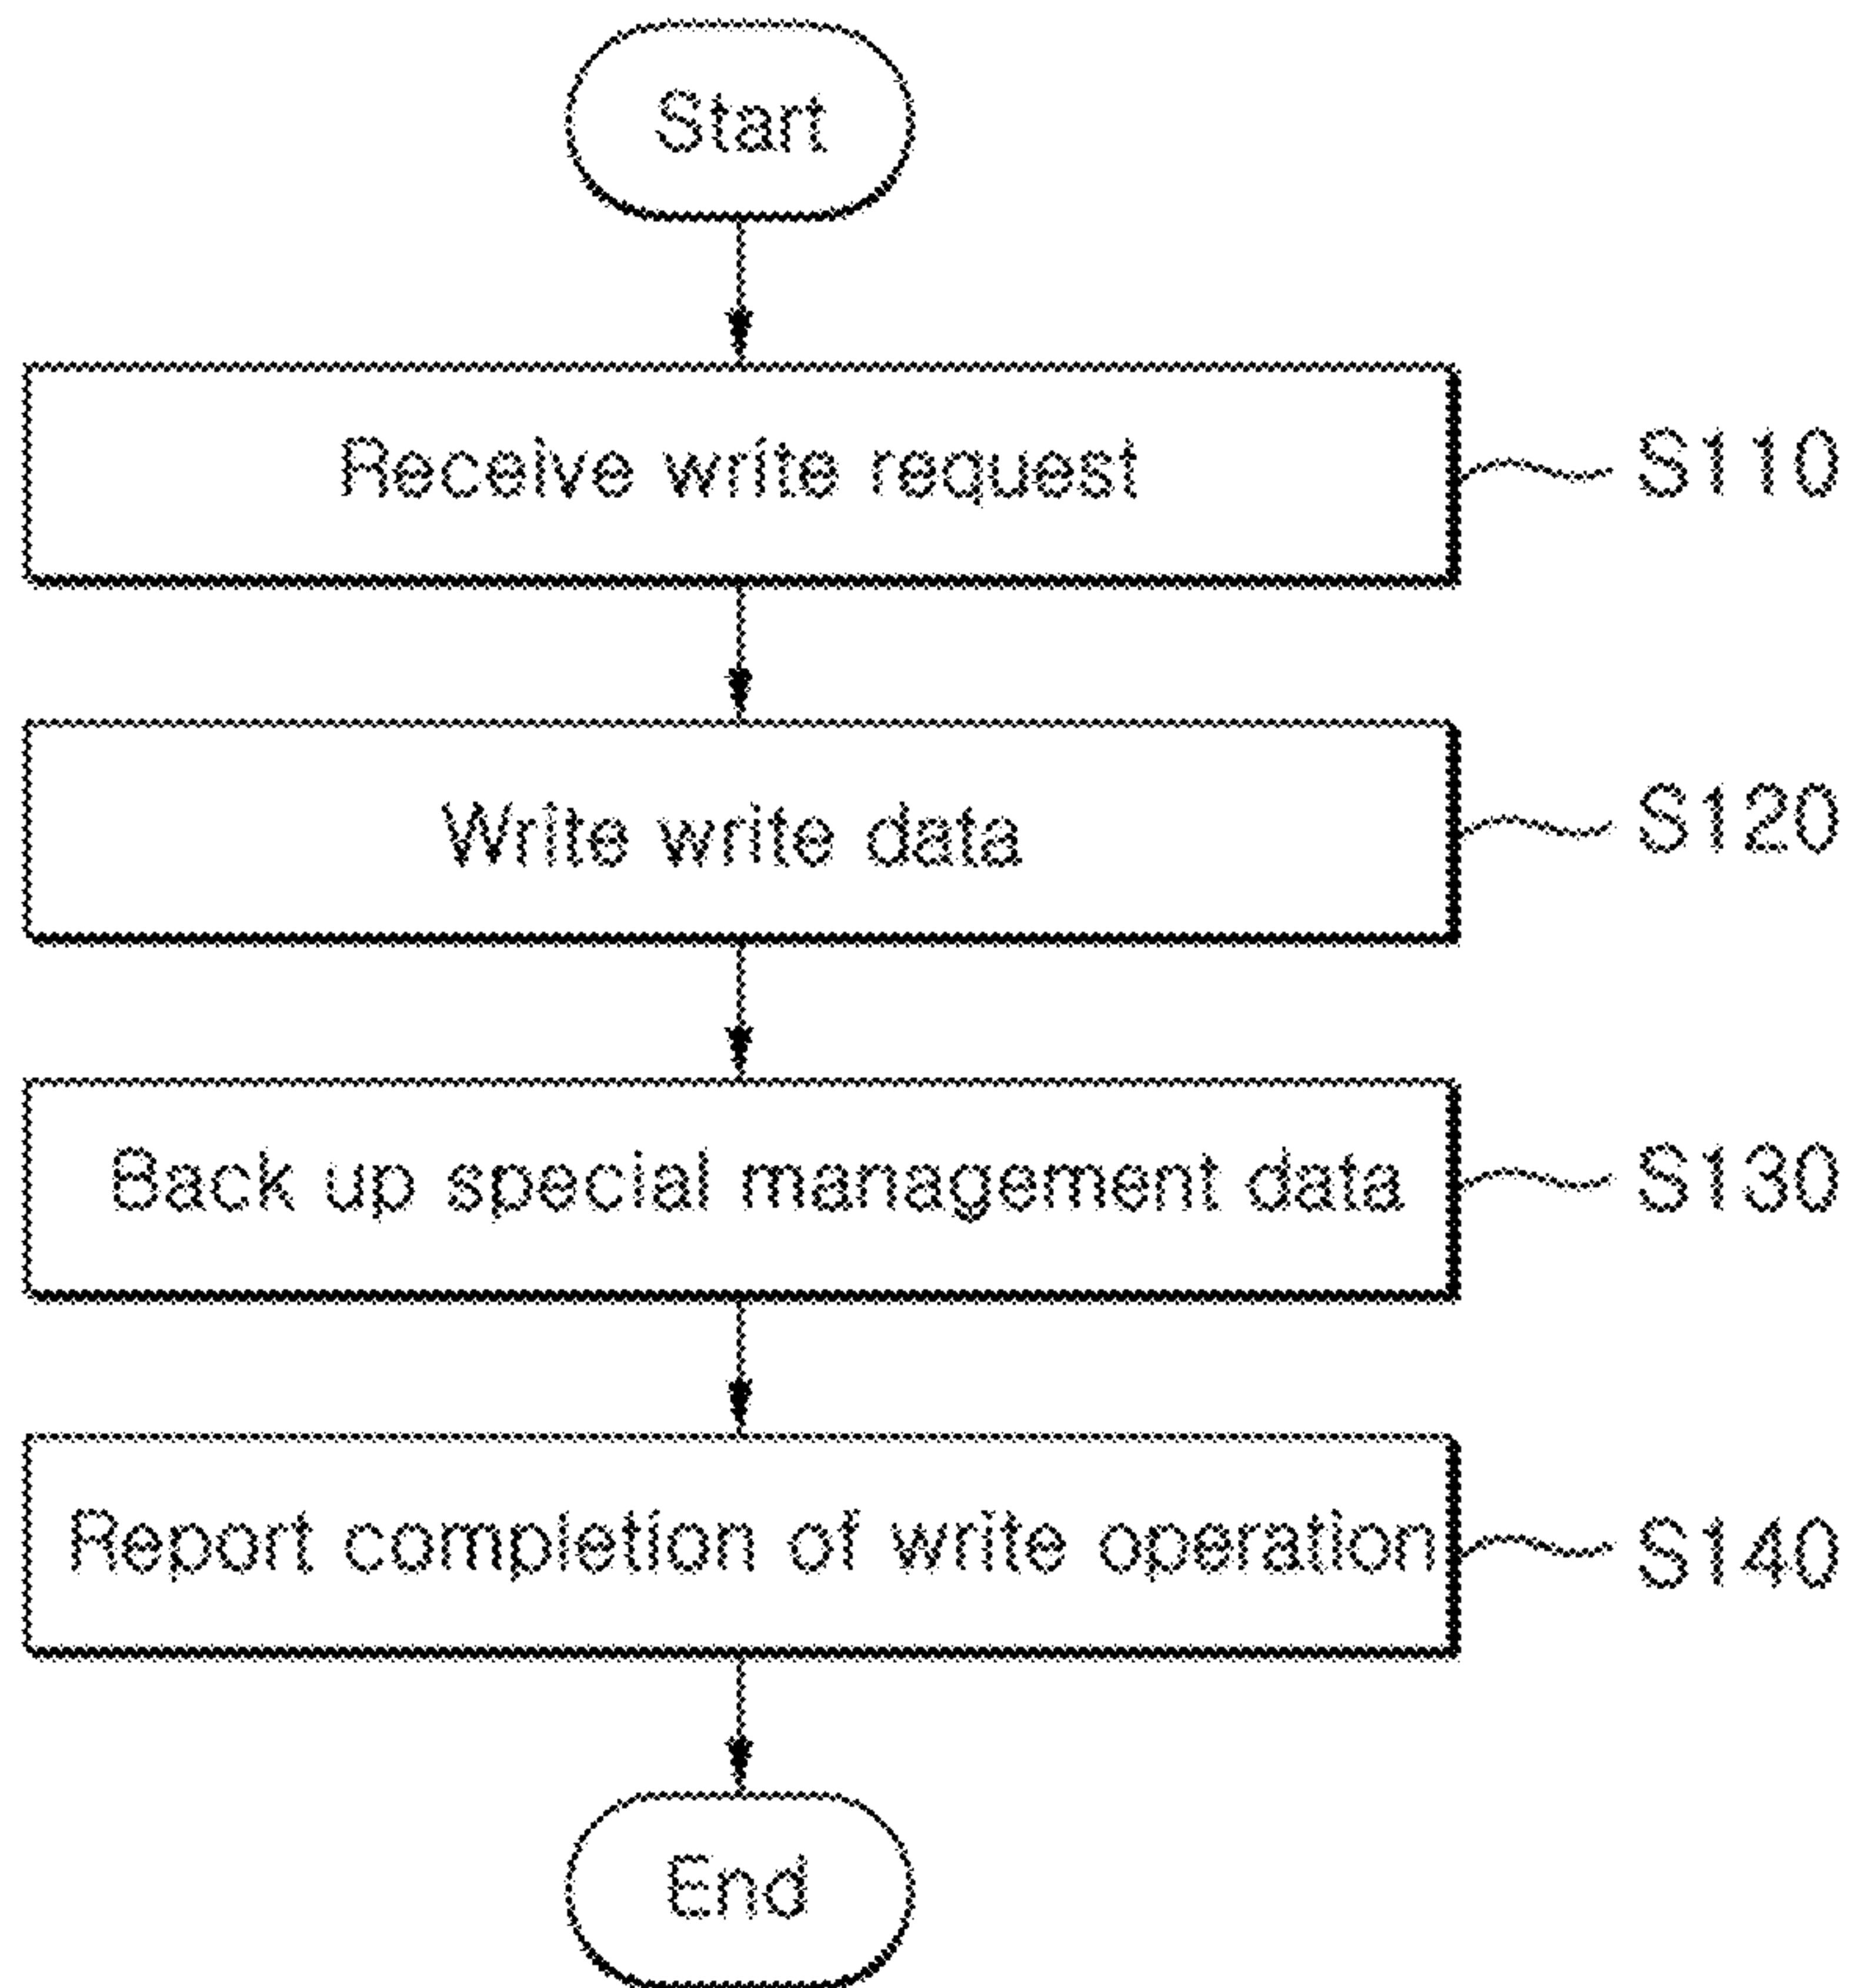 Start
Receive write request
S110
Write write data
S120
Back up special management data
S130
Report completion of write operation
S140
End